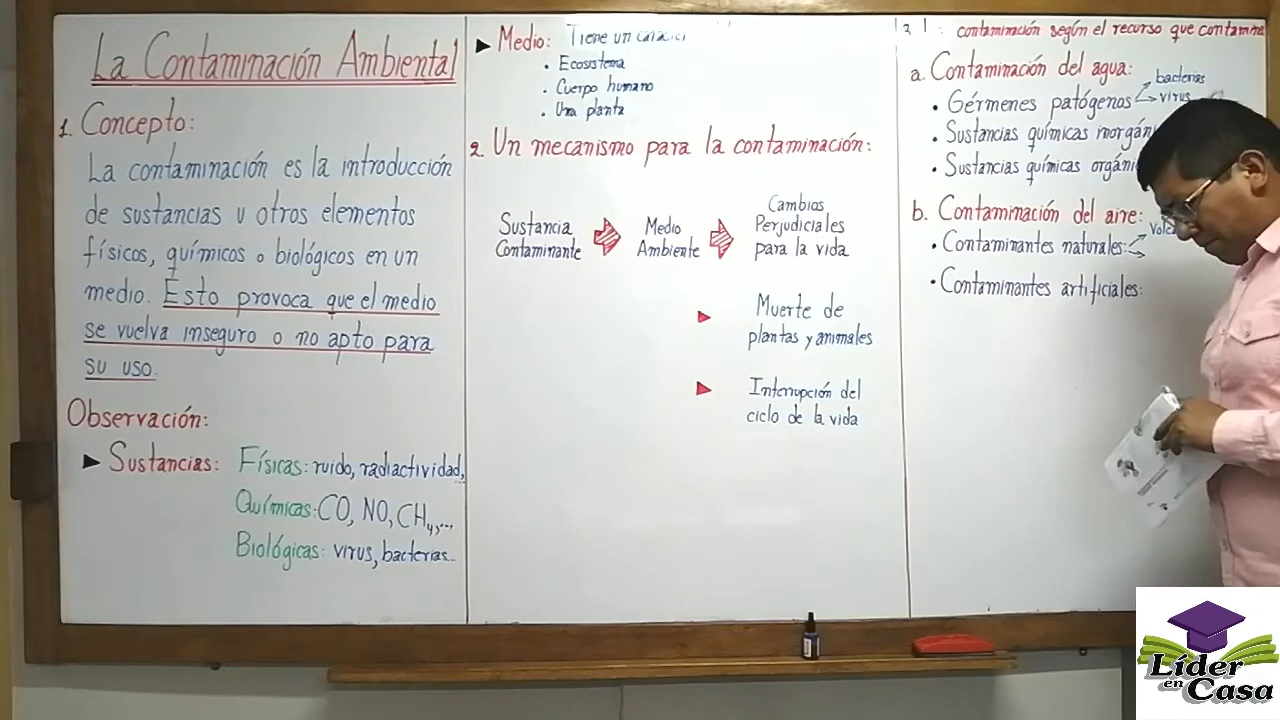 La Contaminación Ambiental
1. Concepto:
La contaminación es la introducción
de sustancias u otros elementos
físicos, químicos o biológicos en un
medio. Esto provoca que el medio
se vuelva inseguro o no apto para
su uso.
Observación:
► Sustancias: Físicas: ruido, radiactividad,
Químicas: CO, NO, CH4,...
Biológicas: virus, bacterias...
► Medio: Tiene un
• Ecosistema
• Cuerpo humano
• Una planta
2. Un mecanismo para la contaminación:
Sustancia Contaminante
Medio Ambiente
Cambios Perjudiciales para la vida
► Muerte de
plantas y animales
► Interrupción del
ciclo de la vida
contaminación según el recurso que contamina
a. Contaminación del agua:
• Gérmenes patógenos
bacterias
virus
• Sustancias químicas inorgáni
• Sustancias químicas orgáni
b. Contaminación del aire:
• Contaminantes naturales:
Volca
• Contaminantes artificiales:
Líder
en
Casa